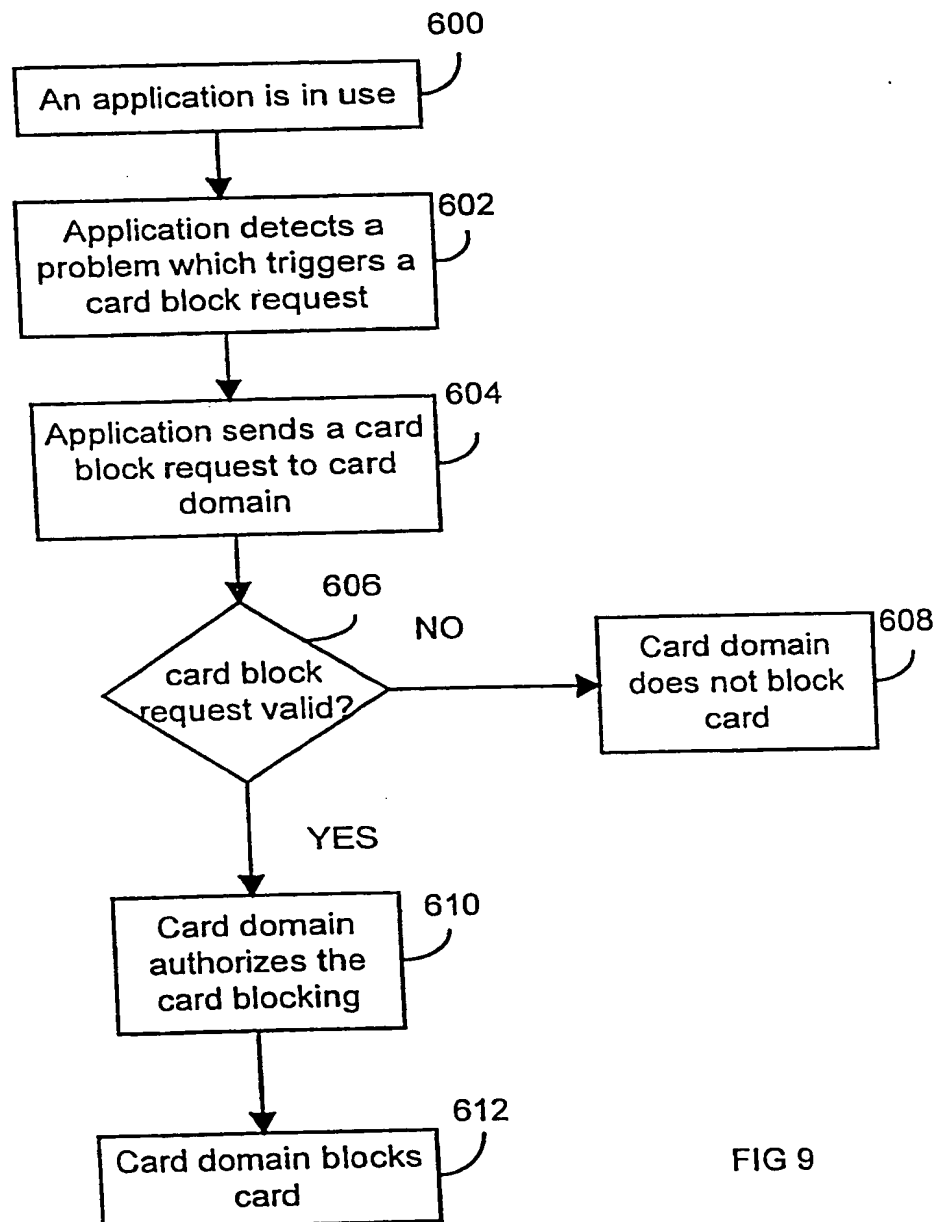 600
An application is in use
602
Application detects a
problem which triggers a
card block request
604
Application sends a card
block request to card
domain
606
card block
request valid?
NO
608
Card domain
does not block
card
YES
610
Card domain
authorizes the
card blocking
612
Card domain blocks
card
FIG 9